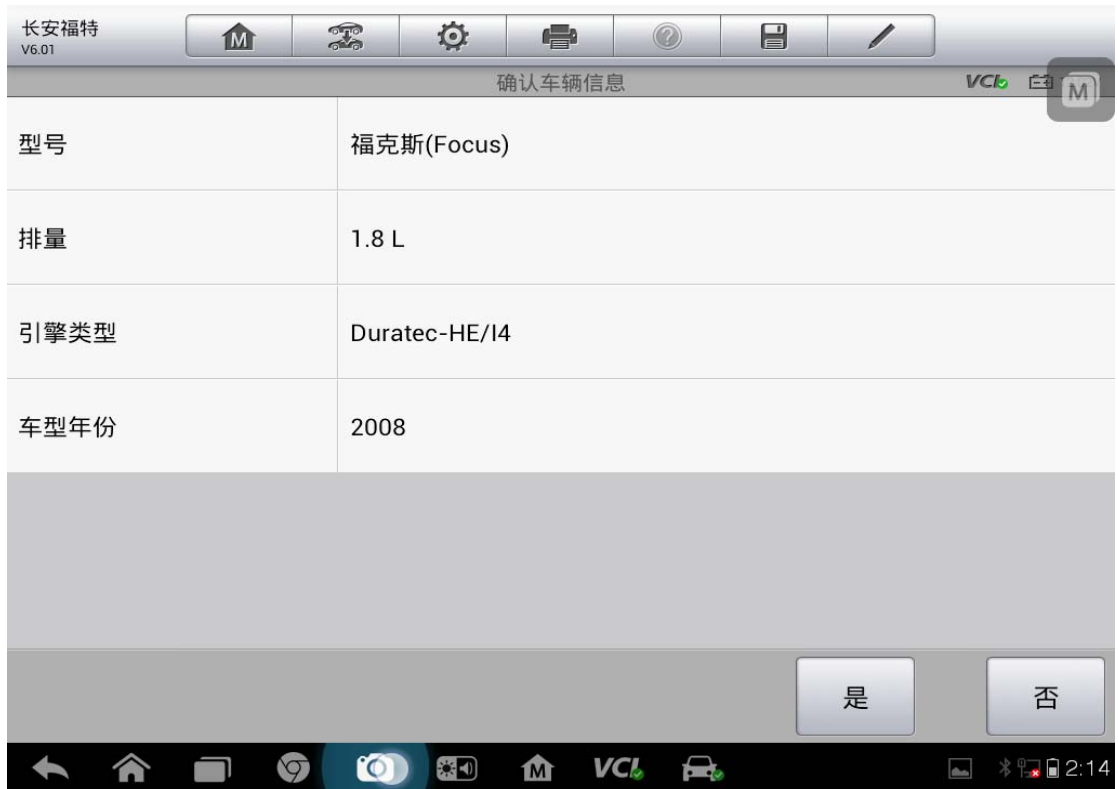 长安福特
V6.01
M
确认车辆信息
VCI
M
型号 福克斯(Focus)
排量 1.8 L
引擎类型 Duratec-HE/I4
车型年份 2008
是 否
M VCI 2:14